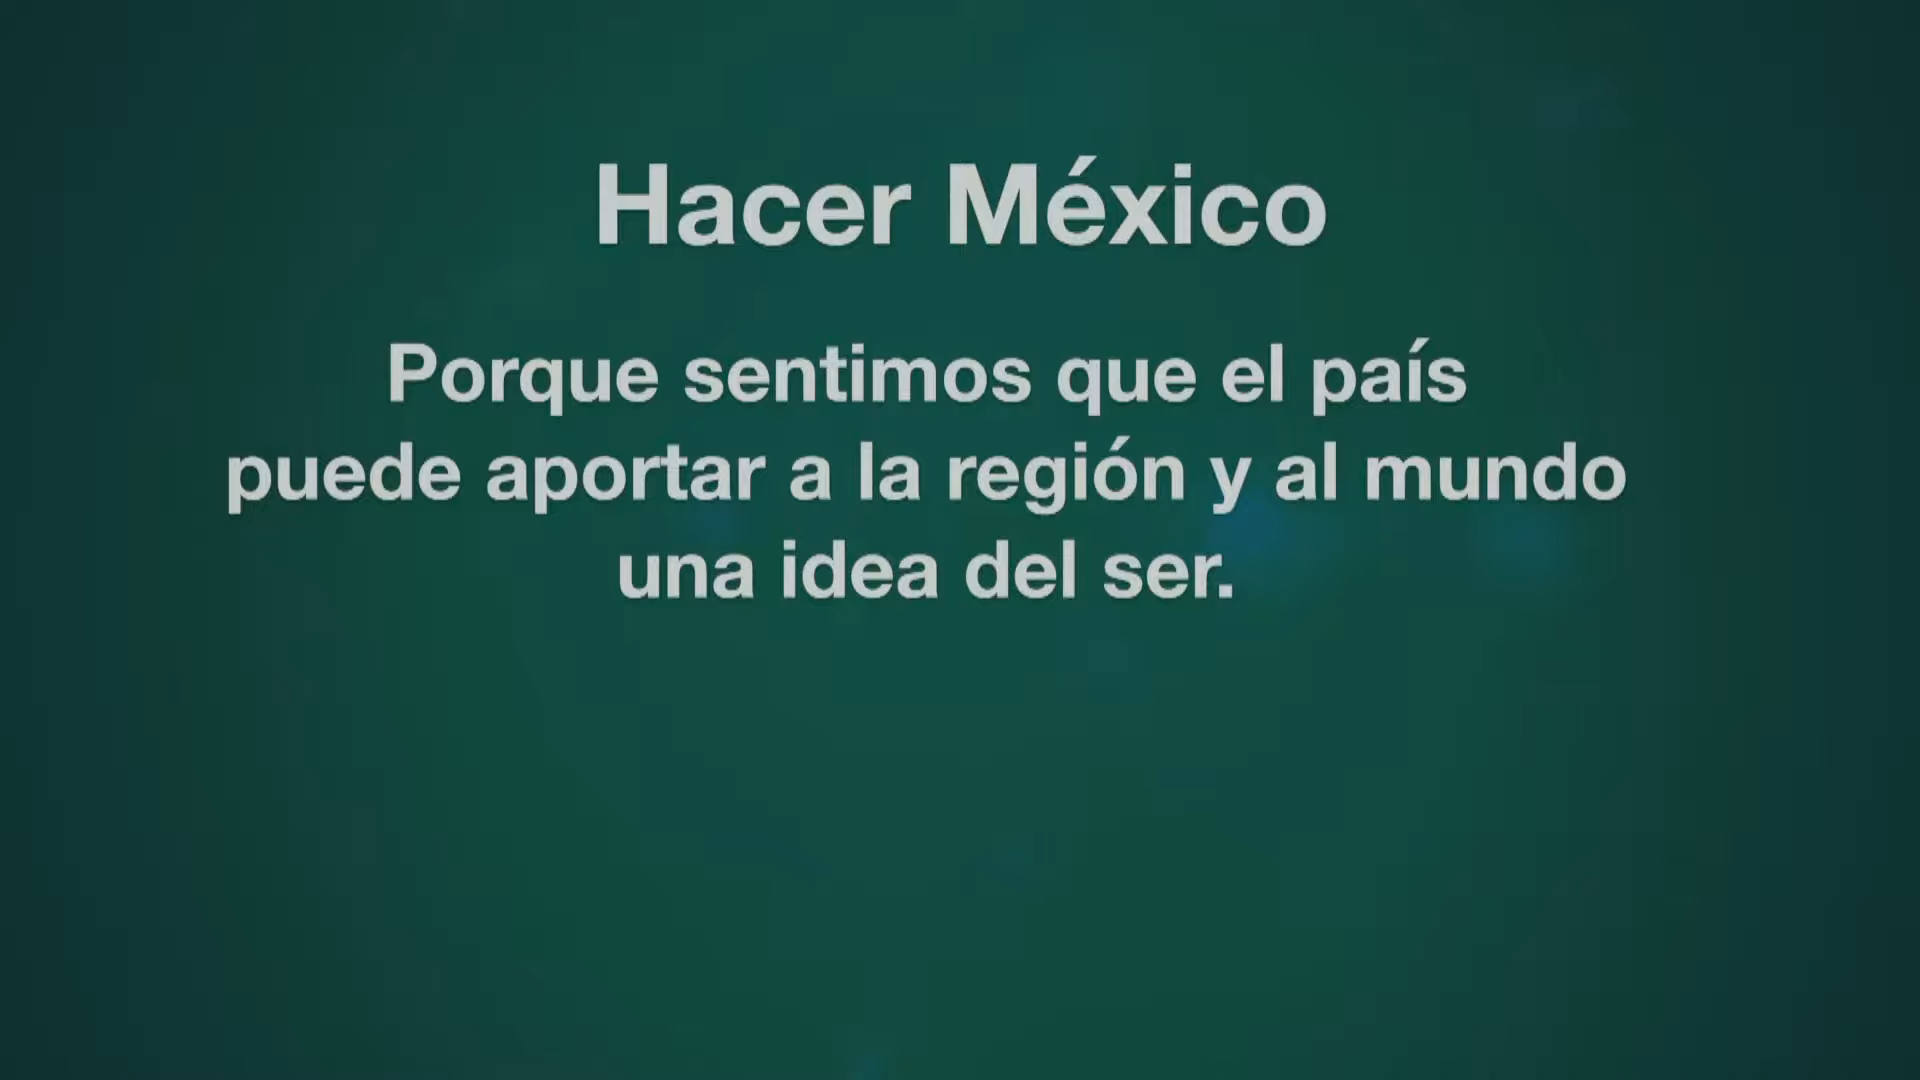 Hacer México
Porque sentimos que el país
puede aportar a la región y al mundo
una idea del ser.